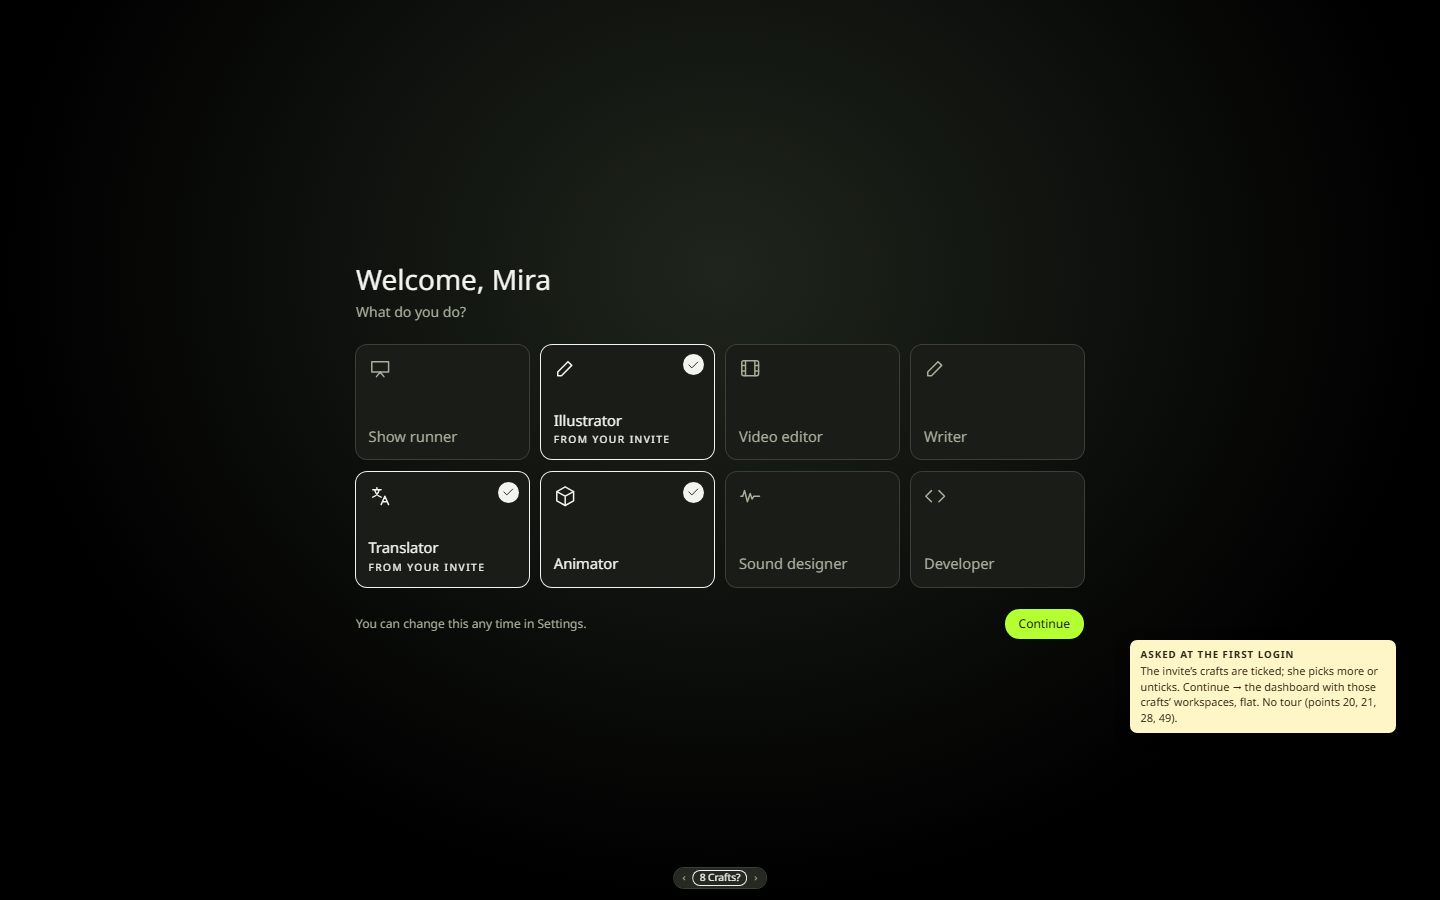 Welcome, Mira
What do you do?
Show runner
Illustrator
FROM YOUR INVITE
Video editor
Writer
Translator
FROM YOUR INVITE
Animator
Sound designer
Developer
You can change this any time in Settings.
Continue
ASKED AT THE FIRST LOGIN
The invite’s crafts are ticked; she picks more or
unticks. Continue → the dashboard with those
crafts’ workspaces, flat. No tour (points 20, 21,
28, 49).
‹ 8 Crafts? ›